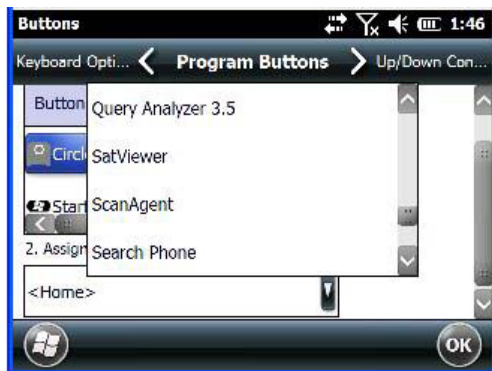 Buttons 1:46
Keyboard Opti... Program Buttons Up/Down Con...
Button
Query Analyzer 3.5
Circl
SatViewer
Start
ScanAgent
2. Assign
Search Phone
<Home>
OK